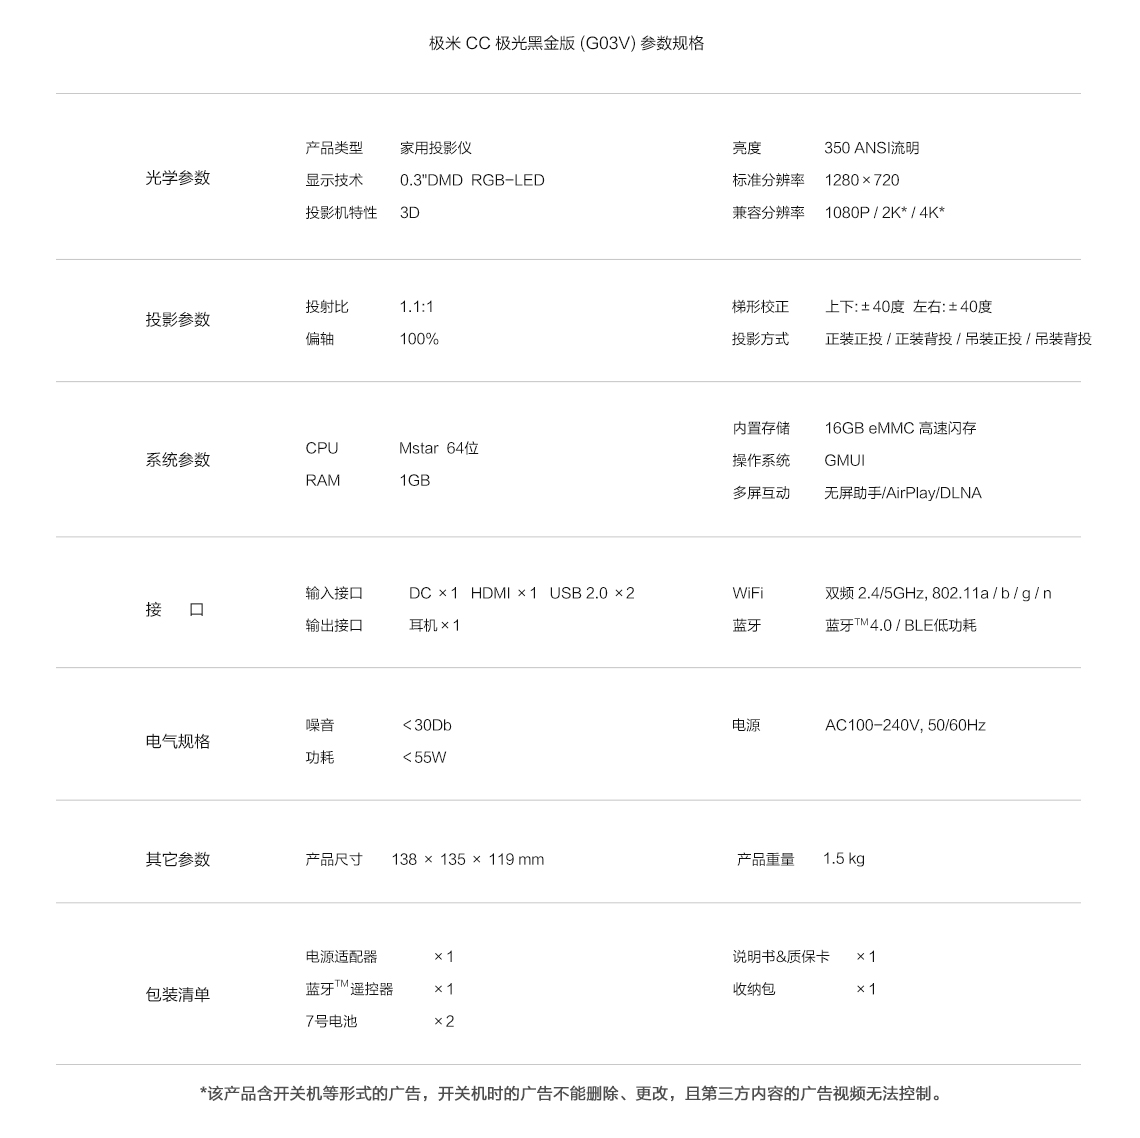 极米 CC 极光黑金版 (G03V) 参数规格
光学参数
产品类型 家用投影仪 亮度 350 ANSI流明
显示技术 0.3"DMD RGB-LED 标准分辨率 1280×720
投影机特性 3D 兼容分辨率 1080P / 2K* / 4K*
投影参数
投射比 1.1:1 梯形校正 上下:±40度 左右:±40度
偏轴 100% 投影方式 正装正投 / 正装背投 / 吊装正投 / 吊装背投
系统参数
CPU Mstar 64位
RAM 1GB
内置存储 16GB eMMC 高速闪存
操作系统 GMUI
多屏互动 无屏助手/AirPlay/DLNA
接 口
输入接口 DC ×1 HDMI ×1 USB 2.0 ×2 WiFi 双频 2.4/5GHz, 802.11a / b / g / n
输出接口 耳机×1 蓝牙 蓝牙™4.0 / BLE低功耗
电气规格
噪音 <30Db 电源 AC100-240V, 50/60Hz
功耗 <55W
其它参数 产品尺寸 138 × 135 × 119 mm 产品重量 1.5 kg
包装清单
电源适配器 ×1 说明书&质保卡 ×1
蓝牙™遥控器 ×1 收纳包 ×1
7号电池 ×2
*该产品含开关机等形式的广告，开关机时的广告不能删除、更改，且第三方内容的广告视频无法控制。